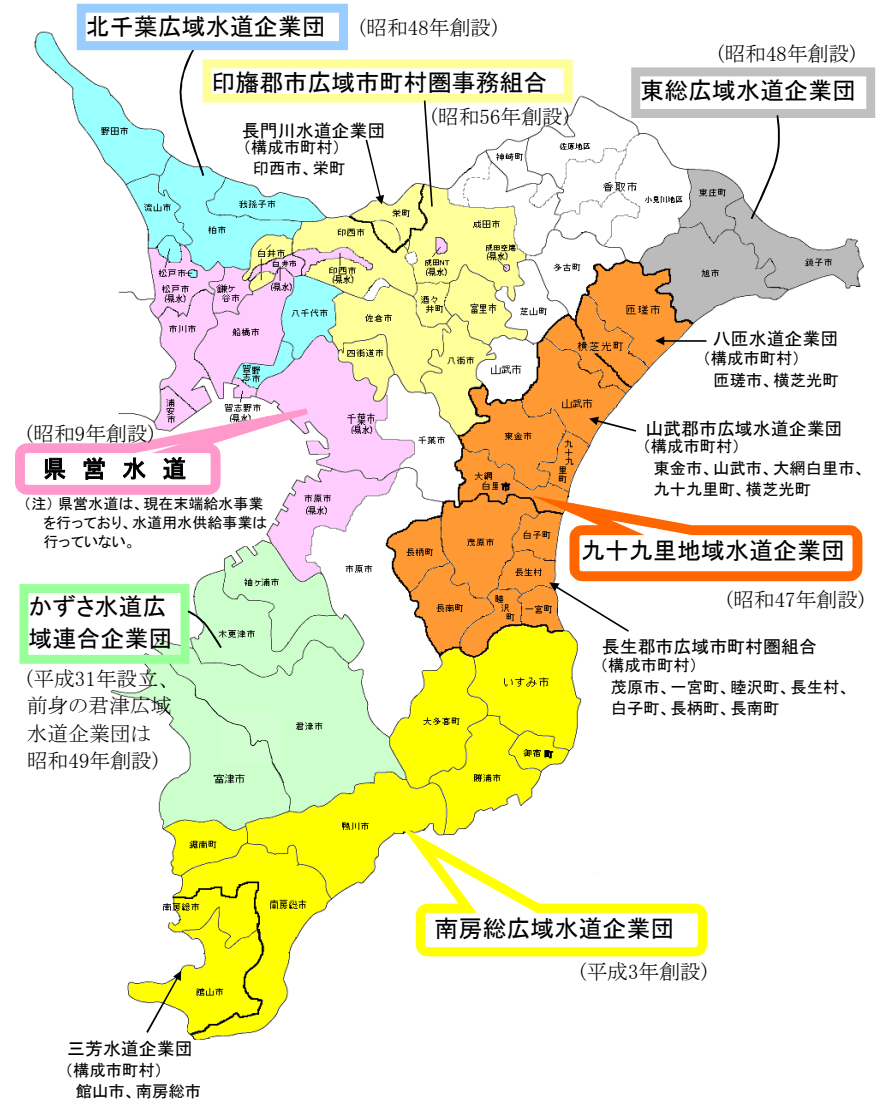 北千葉広域水道企業団
(昭和48年創設)
(昭和48年創設)
印旛郡市広域市町村圏事務組合
東総広域水道企業団
(昭和56年創設)
長門川水道企業団
(構成市町村)
印西市、栄町
野田市
流山市
我孫子市
柏市
神崎町
佐原地区
香取市
小見川地区
東庄町
旭市
銚子市
栄町
印西市
成田市
成田空港
(県水)
成田NT
(県水)
白井市
白井市
(県水)
印西市
(県水)
多古町
松戸市
松戸市
(県水)
鎌ケ
谷市
市川市
船橋市
八千代市
佐倉市
酒々
井町
富里市
芝山町
匝瑳市
横芝光町
八匝水道企業団
(構成市町村)
匝瑳市、横芝光町
四街道市
八街市
山武市
習野
志市
浦安市
習志野市
(県水)
千葉市
(県水)
千葉市
山武市
東金市
九十九
里町
大網
白里市
山武郡市広域水道企業団
(構成市町村)
東金市、山武市、大網白里市、
九十九里町、横芝光町
(昭和9年創設)
県営水道
(注) 県営水道は、現在末端給水事業
を行っており、水道用水供給事業は
行っていない。
市原市
(県水)
市原市
九十九里地域水道企業団
(昭和47年創設)
長柄町
茂原市
白子町
長生村
長南町
睦沢
町
一宮町
長生郡市広域市町村圏組合
(構成市町村)
茂原市、一宮町、睦沢町、長生村、
白子町、長柄町、長南町
かずさ水道広
域連合企業団
(平成31年設立、
前身の君津広域
水道企業団は
昭和49年創設)
袖ヶ浦市
木更津市
君津市
富津市
いすみ市
大多喜町
御宿町
勝浦市
鴨川市
鋸南町
南房総市
南房総市
館山市
南房総広域水道企業団
(平成3年創設)
三芳水道企業団
(構成市町村)
館山市、南房総市